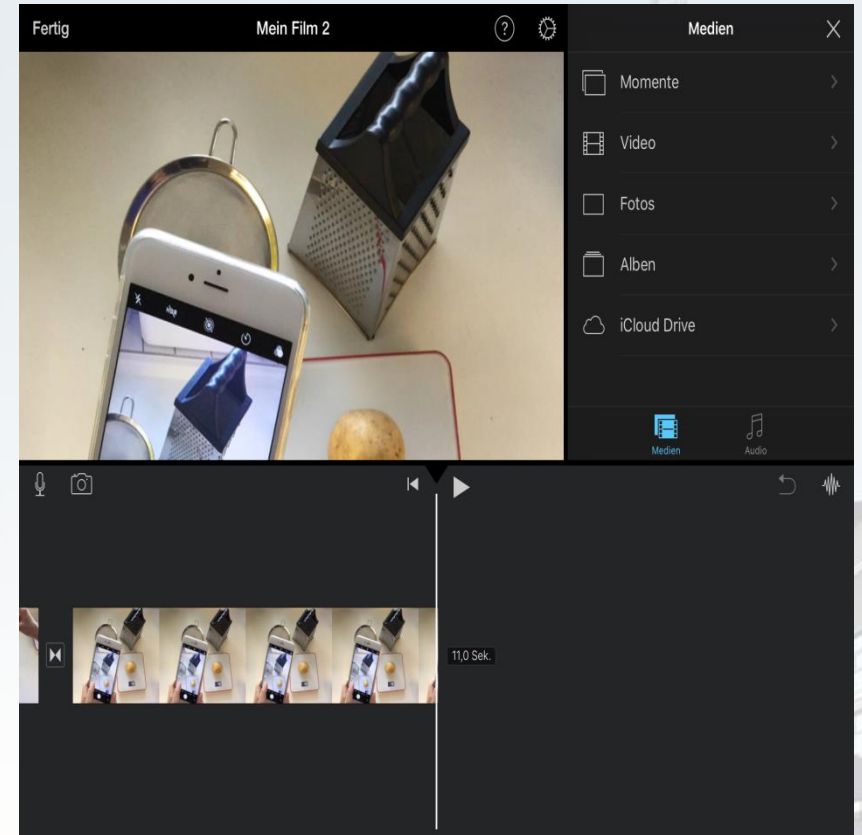 Fertig
Mein Film 2
?
Medien
Momente
Video
Fotos
Alben
iCloud Drive
Medien
Audio
11,0 Sek.